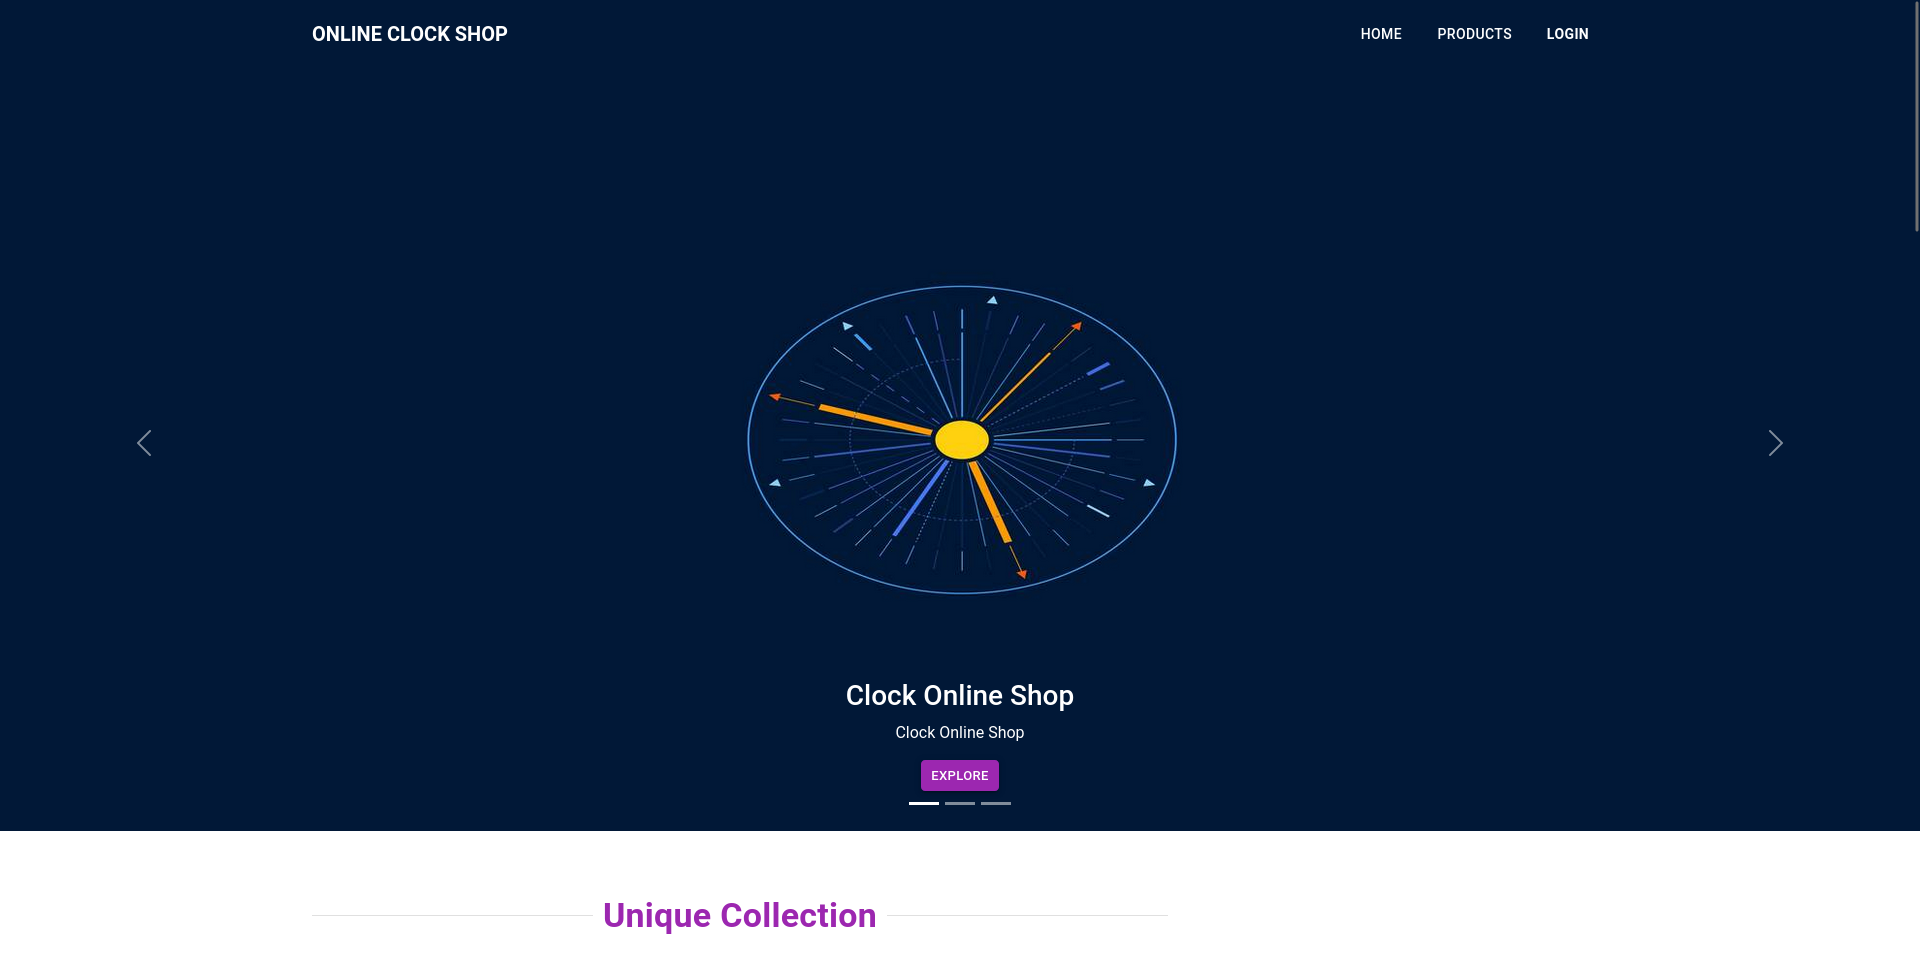 ONLINE CLOCK SHOP
HOME PRODUCTS LOGIN
Clock Online Shop
Clock Online Shop
EXPLORE
Unique Collection